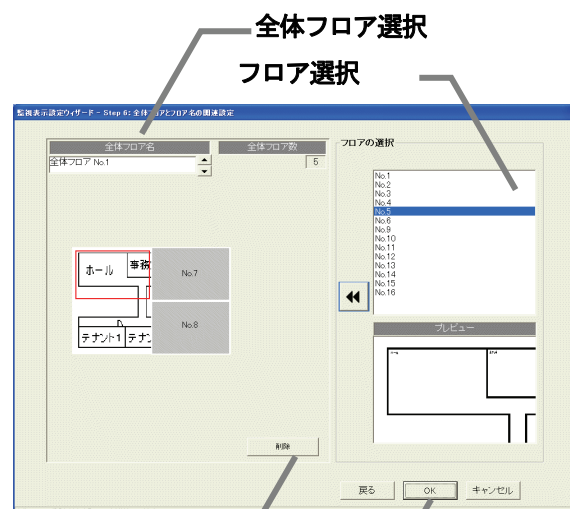 全体フロア選択
フロア選択
監視表示設定ウィザード - Step 6: 全体フロアとフロア名の関連設定
全体フロア名
全体フロア数
フロアの選択
全体フロア No.1
5
No.1
No.2
No.3
No.4
No.5
No.6
No.9
No.10
No.11
No.12
No.13
No.14
No.15
No.16
ホール
事務
No.7
No.8
テナント1
テナン
プレビュー
削除
戻る
OK
キャンセル